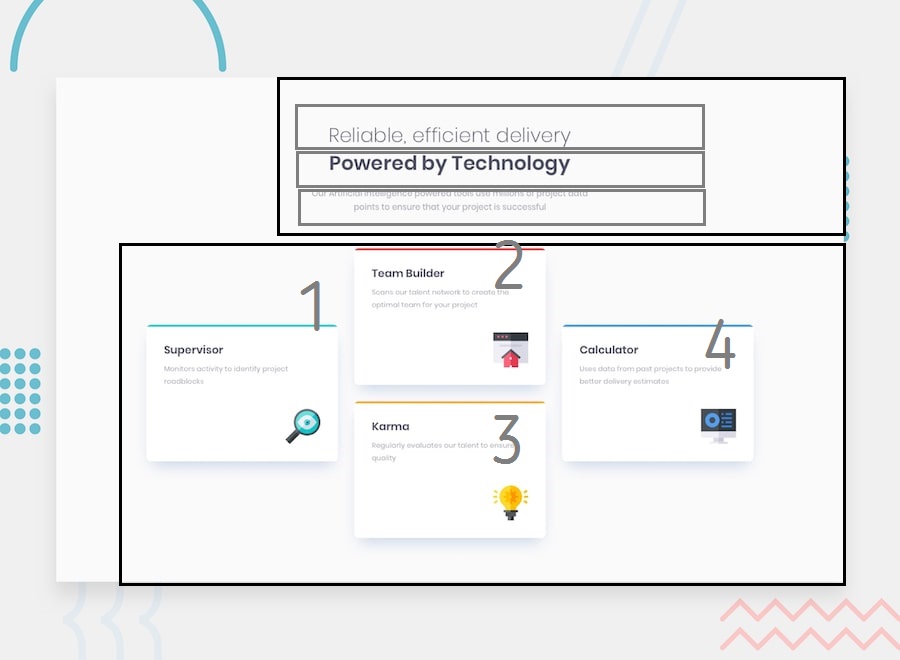 Reliable, efficient delivery
Powered by Technology
Our Artificial Intelligence powered tools use millions of project data
points to ensure that your project is successful
1
Supervisor
Monitors activity to identify project
roadblocks
2
Team Builder
Scans our talent network to create the
optimal team for your project
3
Karma
Regularly evaluates our talent to ensure
quality
4
Calculator
Uses data from past projects to provide
better delivery estimates